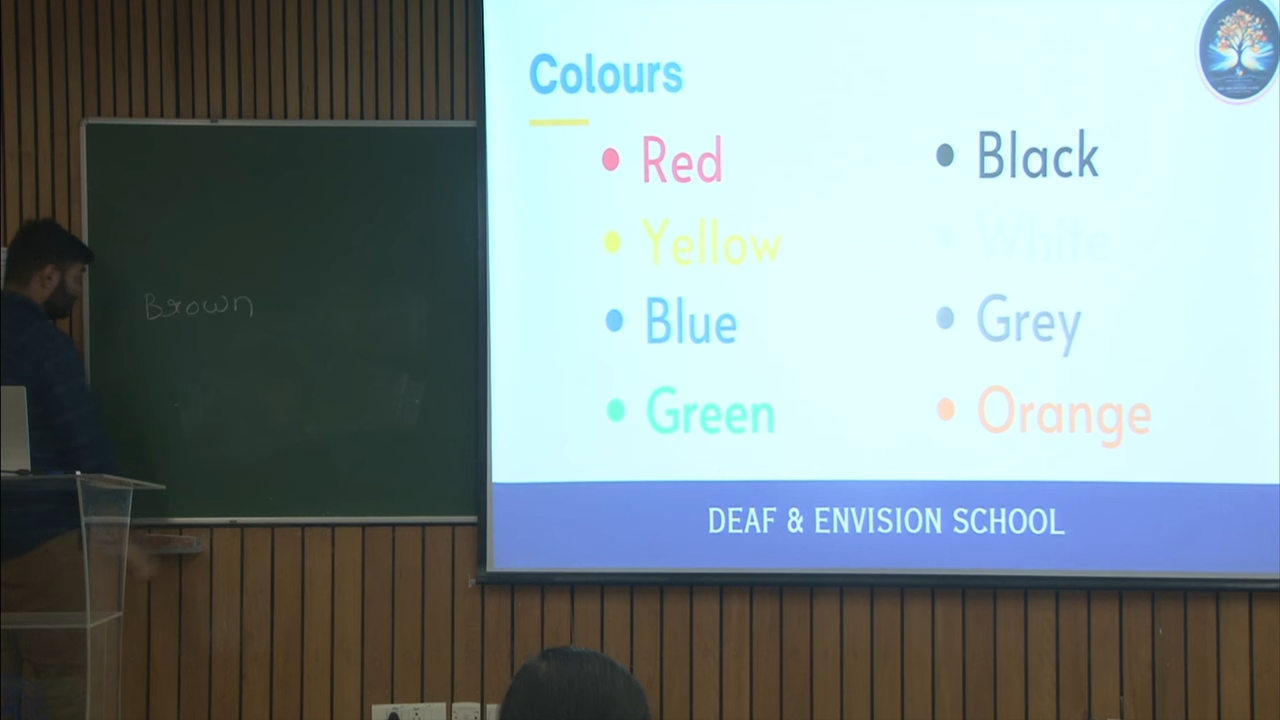 Brown
Colours
• Red
• Yellow
• Blue
• Green
• Black
• White
• Grey
• Orange
DEAF & ENVISION SCHOOL